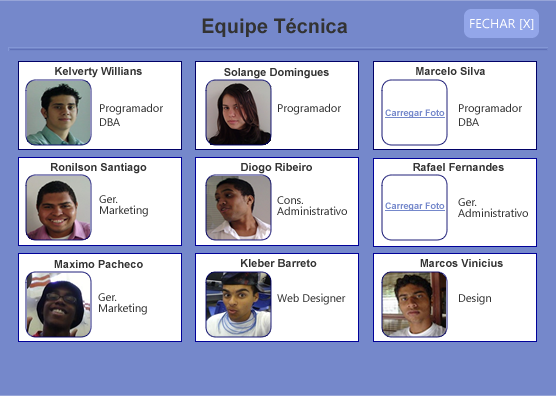 Equipe Técnica
FECHAR [X]
Kelverty Willians
Programador
DBA
Solange Domingues
Programador
Marcelo Silva
Carregar Foto
Programador
DBA
Ronilson Santiago
Ger.
Marketing
Diogo Ribeiro
Cons.
Administrativo
Rafael Fernandes
Carregar Foto
Ger.
Administrativo
Maximo Pacheco
Ger.
Marketing
Kleber Barreto
Web Designer
Marcos Vinicius
Design